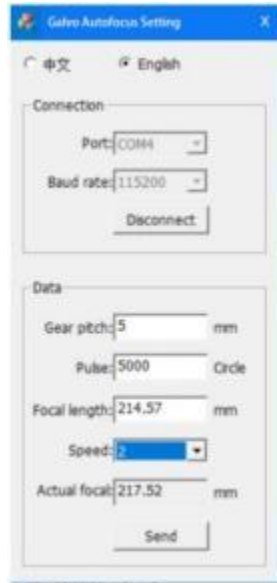 Galvo Autofocus Setting X
中文 English
Connection
Port: COM4
Baud rate: 115200
Disconnect
Data
Gear pitch: 5 mm
Pulse: 5000 Circle
Focal length: 214.57 mm
Speed: 2
Actual focal: 217.52 mm
Send